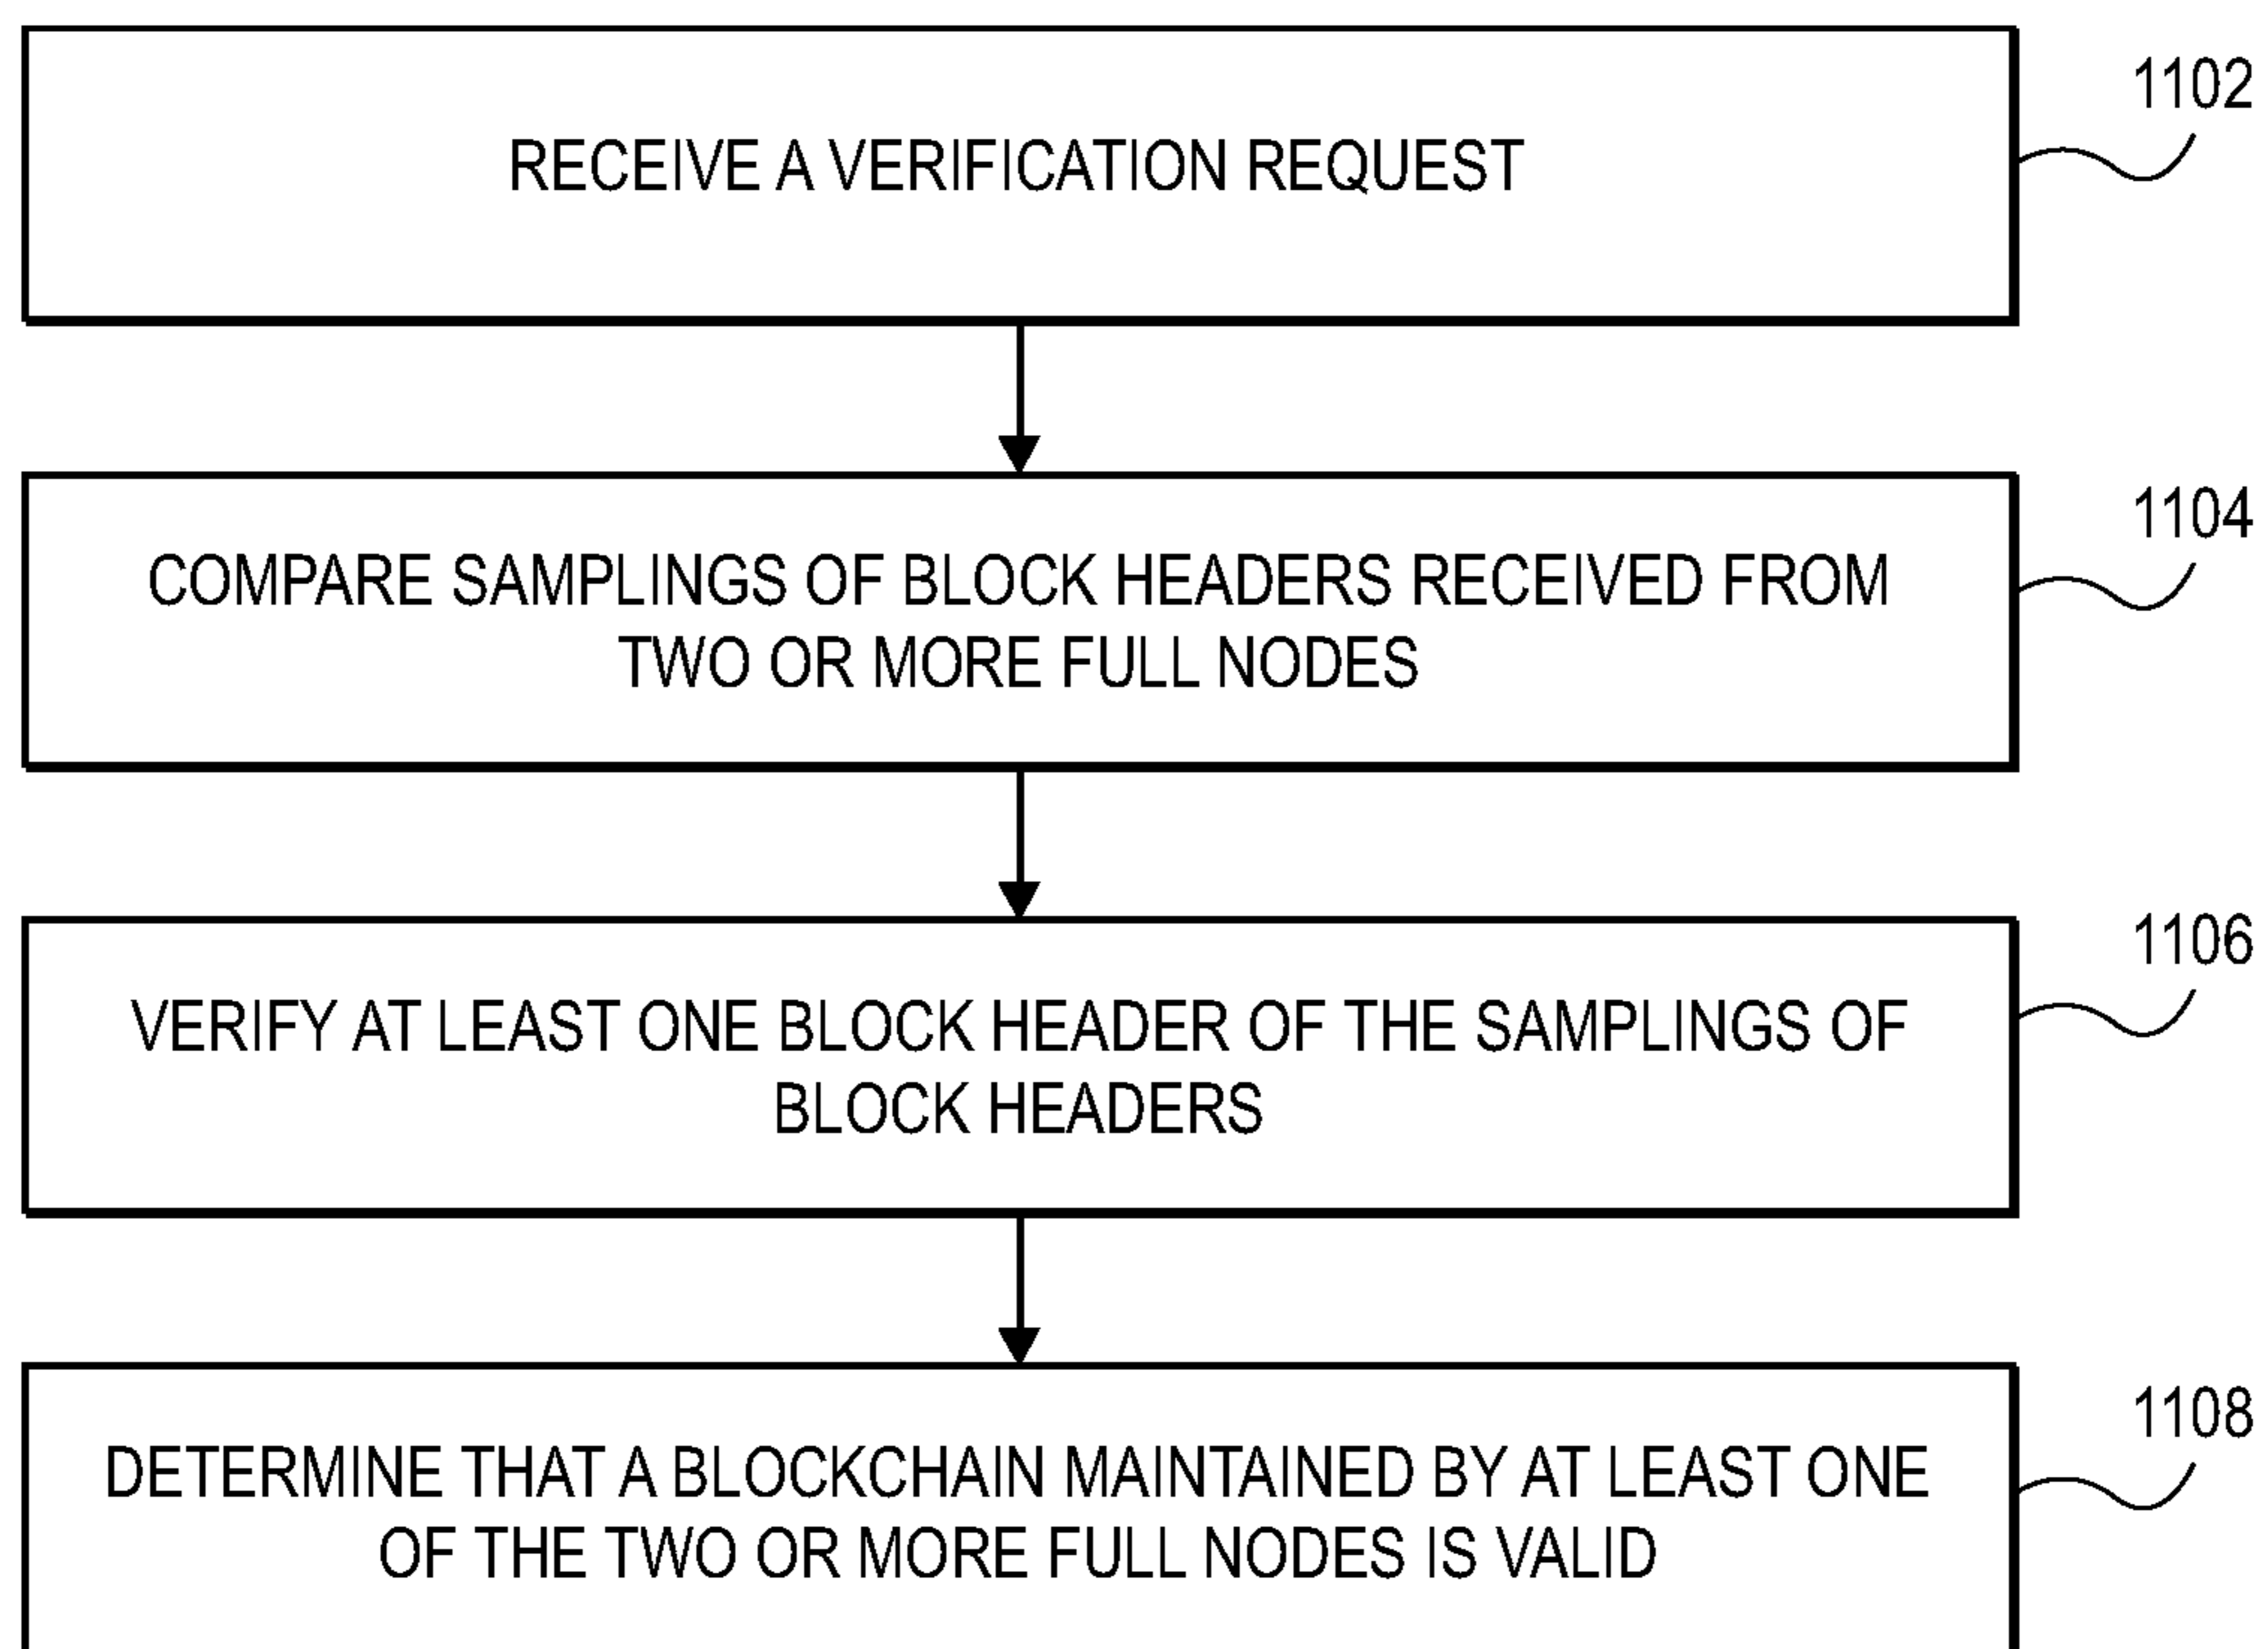 1102
RECEIVE A VERIFICATION REQUEST
1104
COMPARE SAMPLINGS OF BLOCK HEADERS RECEIVED FROM
TWO OR MORE FULL NODES
1106
VERIFY AT LEAST ONE BLOCK HEADER OF THE SAMPLINGS OF
BLOCK HEADERS
1108
DETERMINE THAT A BLOCKCHAIN MAINTAINED BY AT LEAST ONE
OF THE TWO OR MORE FULL NODES IS VALID